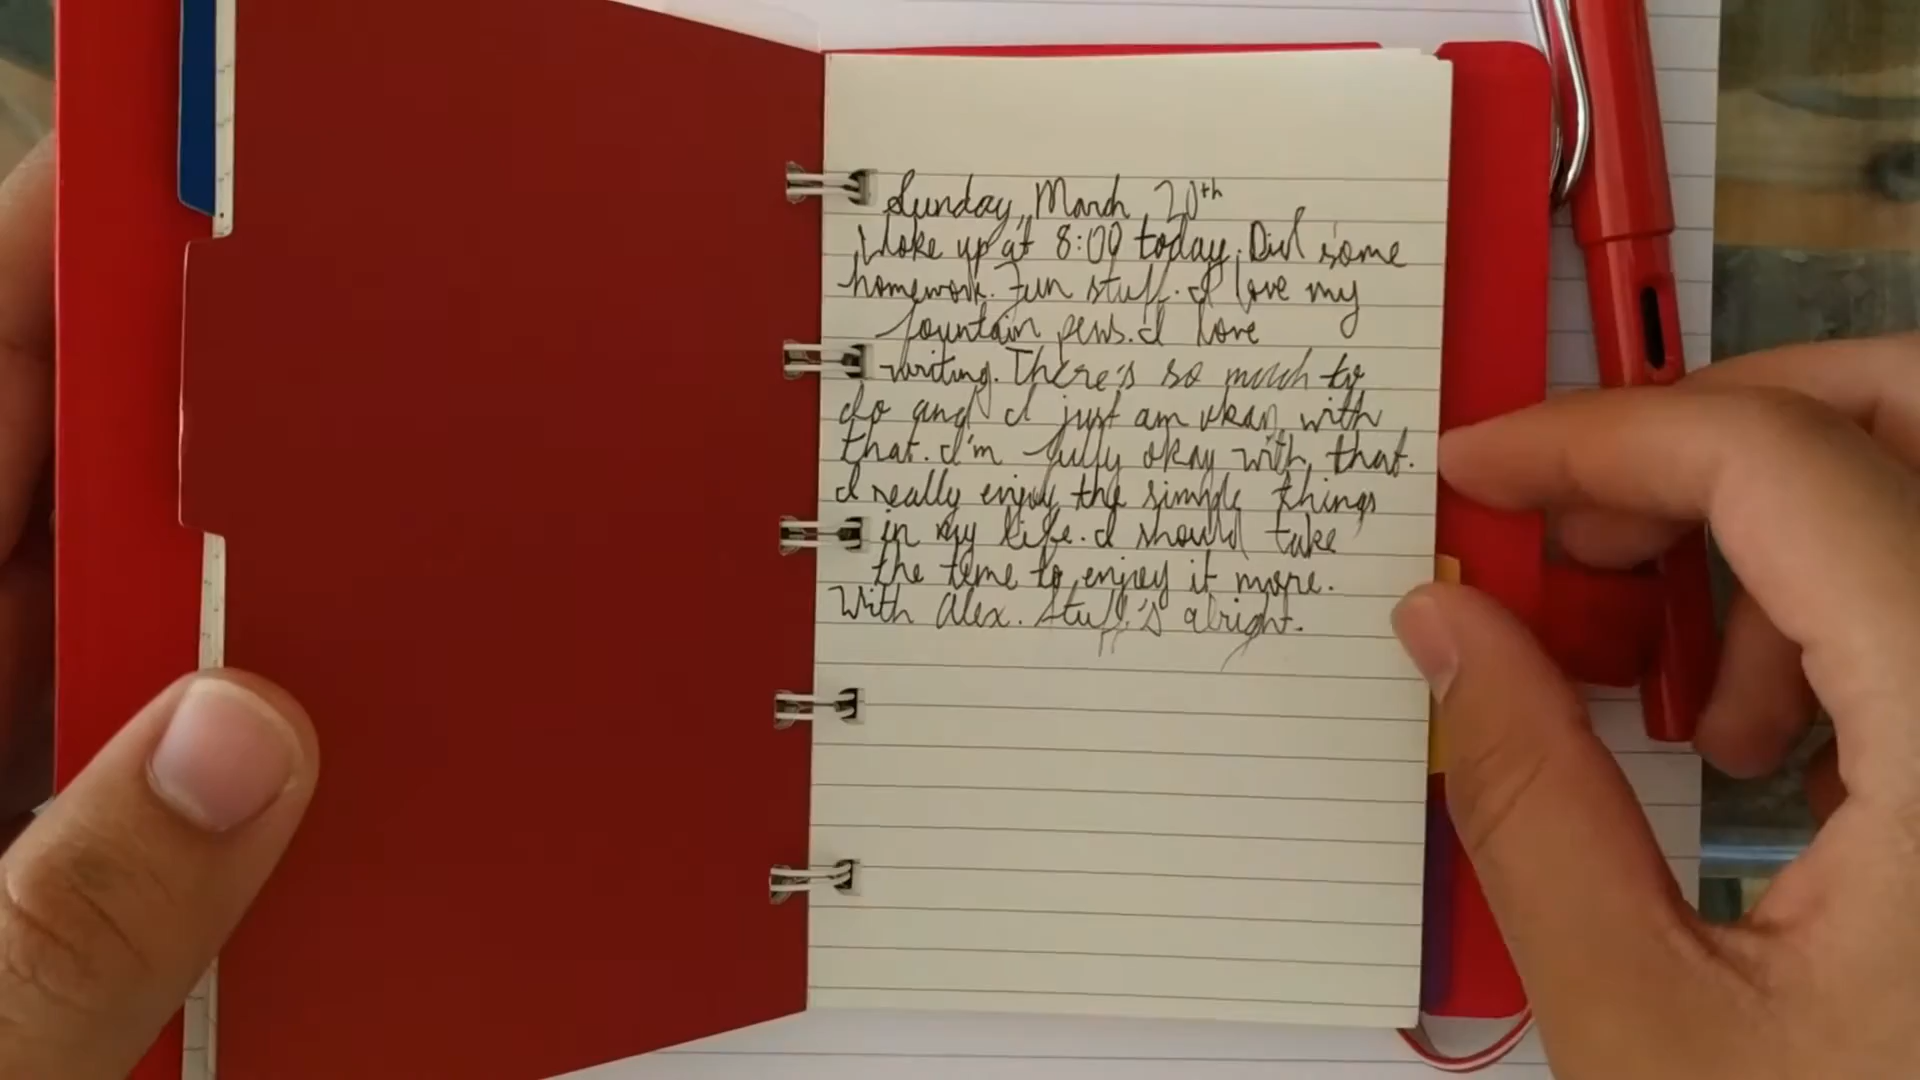 Sunday, March, 20th
Woke up at 8:00 today. Did some
homework. Fun stuff. I love my
fountain pens. I love
writing. There's so much to
do and I just am okay with
that. I'm fully okay with that.
I really enjoy the simple things
in my life. I should take
the time to enjoy it more.
With Alex. Stuff's alright.